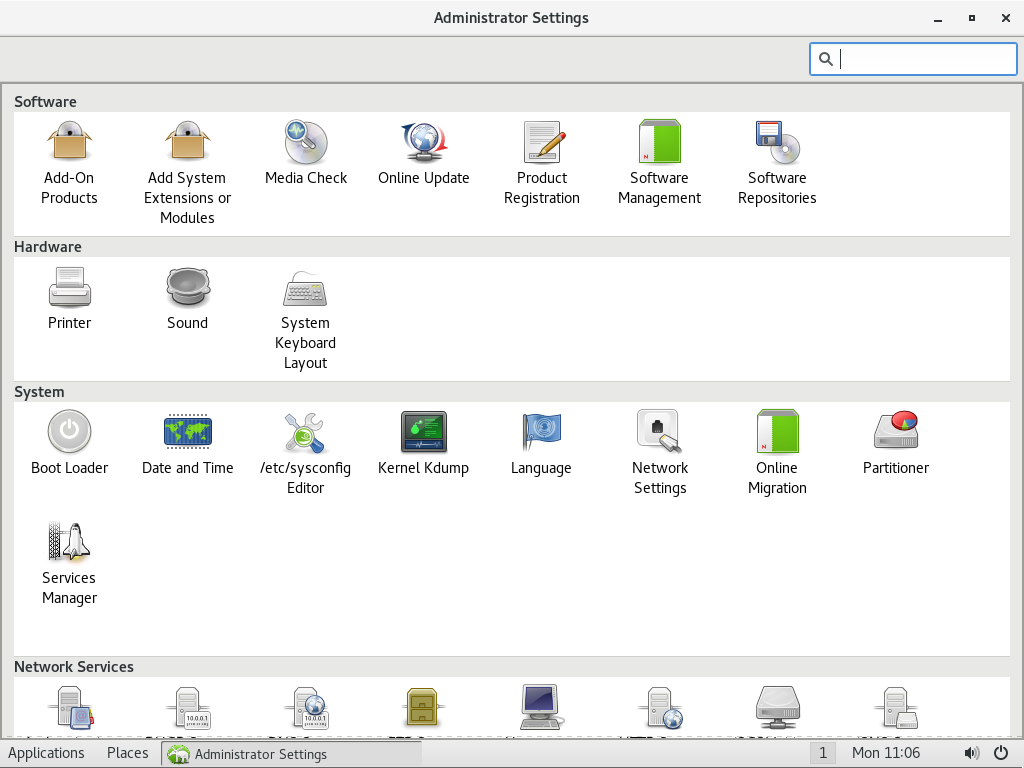 Administrator Settings
Software
Add-On
Products
Add System
Extensions or
Modules
Media Check
Online Update
Product
Registration
Software
Management
Software
Repositories
Hardware
Printer
Sound
System
Keyboard
Layout
System
Boot Loader
Date and Time
/etc/sysconfig
Editor
Kernel Kdump
Language
Network
Settings
Online
Migration
Partitioner
Services
Manager
Network Services
10.0.0.1
10.0.0.1
Applications
Places
Administrator Settings
1
Mon 11:06